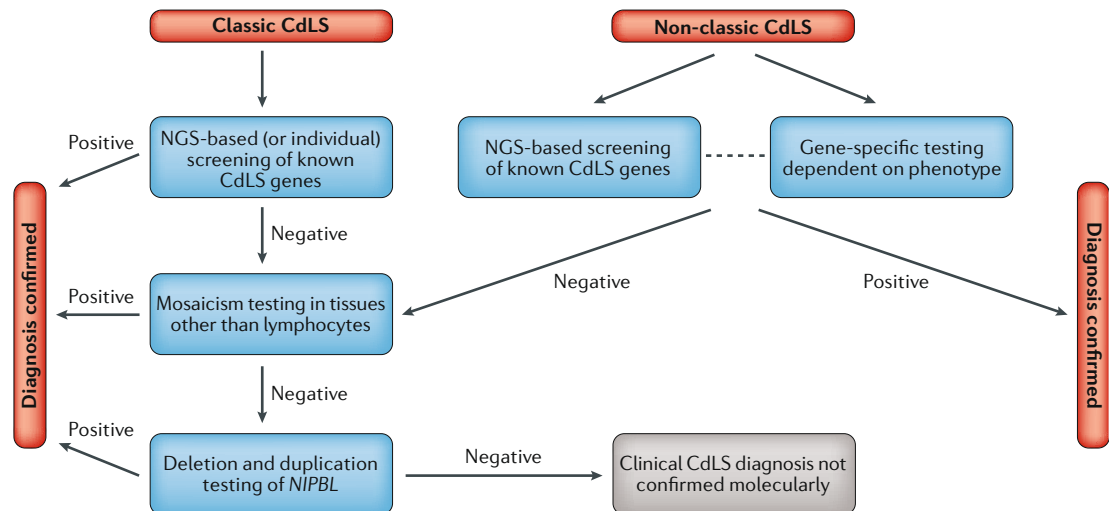 Classic CdLS
Non-classic CdLS
Positive
NGS-based (or individual)
screening of known
CdLS genes
NGS-based screening
of known CdLS genes
Gene-specific testing
dependent on phenotype
Diagnosis confirmed
Negative
Negative
Positive
Diagnosis confirmed
Positive
Mosaicism testing in tissues
other than lymphocytes
Negative
Positive
Deletion and duplication
testing of NIPBL
Negative
Clinical CdLS diagnosis not
confirmed molecularly